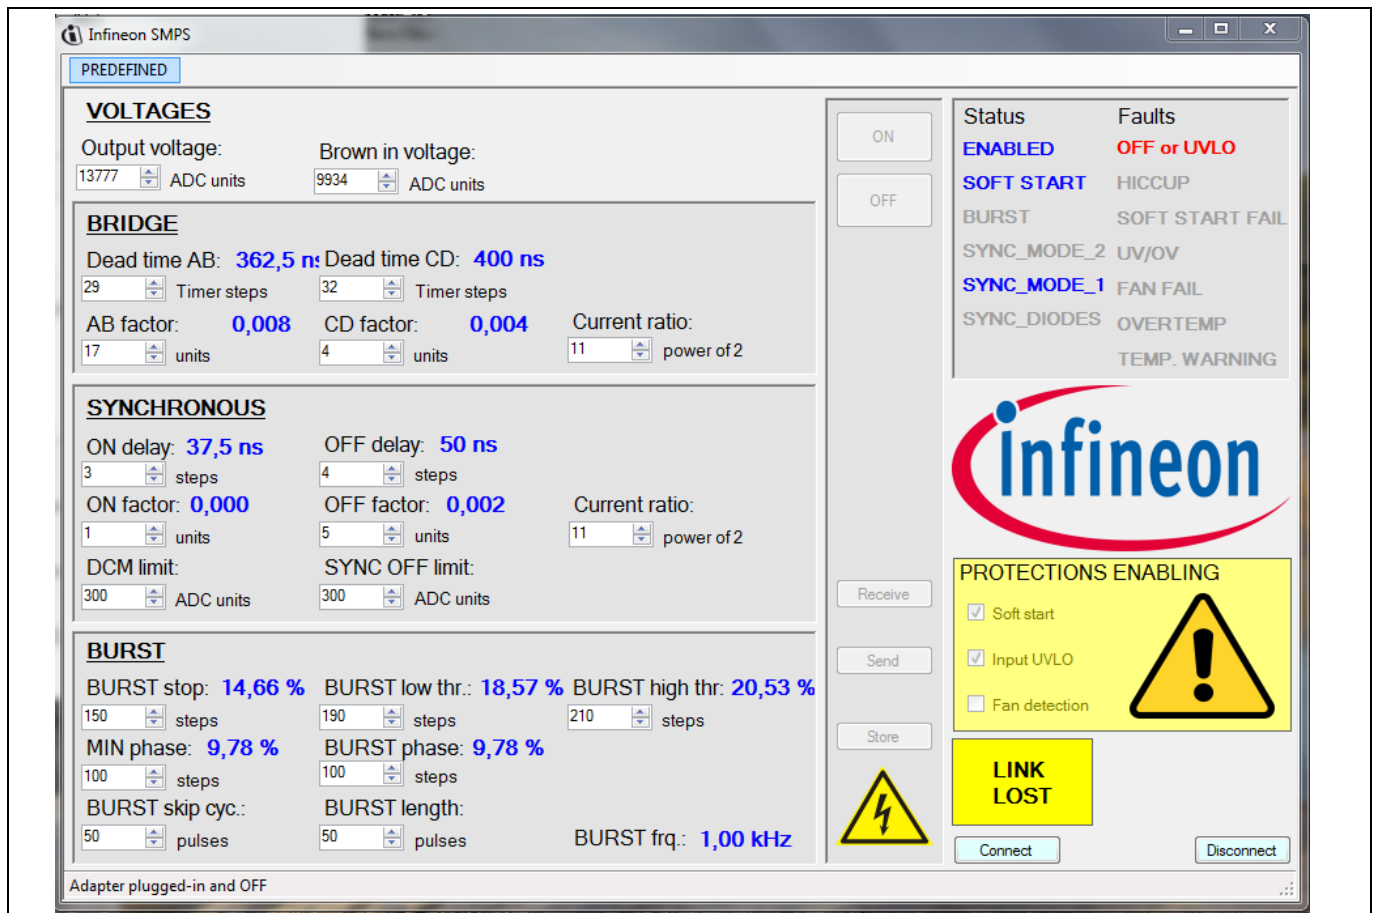 Infineon SMPS
PREDEFINED
VOLTAGES
Output voltage:
13777 ADC units
Brown in voltage:
9934 ADC units
BRIDGE
Dead time AB: 362,5 ns
29 Timer steps
Dead time CD: 400 ns
32 Timer steps
AB factor: 0,008
17 units
CD factor: 0,004
4 units
Current ratio:
11 power of 2
SYNCHRONOUS
ON delay: 37,5 ns
3 steps
OFF delay: 50 ns
4 steps
ON factor: 0,000
1 units
OFF factor: 0,002
5 units
Current ratio:
11 power of 2
DCM limit:
300 ADC units
SYNC OFF limit:
300 ADC units
BURST
BURST stop: 14,66 %
150 steps
BURST low thr.: 18,57 %
190 steps
BURST high thr: 20,53 %
210 steps
MIN phase: 9,78 %
100 steps
BURST phase: 9,78 %
100 steps
BURST skip cyc.:
50 pulses
BURST length:
50 pulses
BURST frq.: 1,00 kHz
ON
OFF
Receive
Send
Store
Status
ENABLED
SOFT START
BURST
SYNC_MODE_2
SYNC_MODE_1
SYNC_DIODES
Faults
OFF or UVLO
HICCUP
SOFT START FAIL
UV/OV
FAN FAIL
OVERTEMP
TEMP. WARNING
infineon
PROTECTIONS ENABLING
Soft start
Input UVLO
Fan detection
LINK
LOST
Connect
Disconnect
Adapter plugged-in and OFF